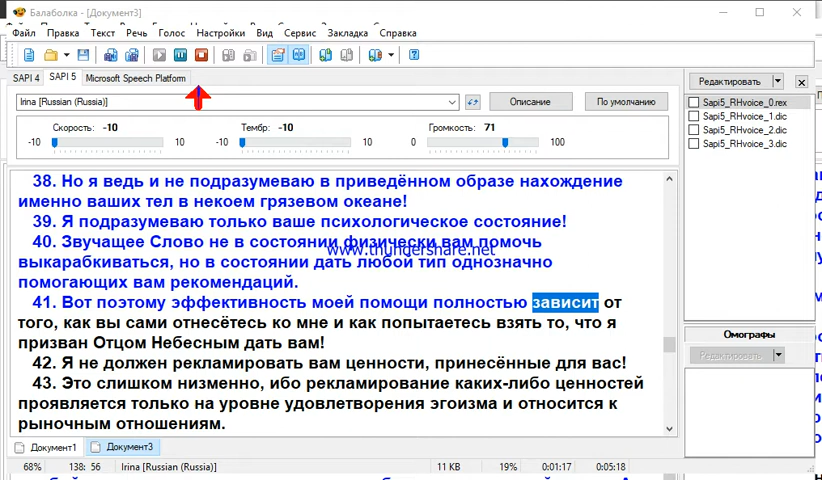 Балаболка - [Документ3]
Файл Правка Текст Речь Голос Настройки Вид Сервис Закладка Справка
SAPI 4 SAPI 5 Microsoft Speech Platform
Irina [Russian (Russia)]
Описание
По умолчанию
Скорость: -10
Тембр: -10
Громкость: 71
-10 10 -10 10 0 100
Редактировать
Sapi5_RHvoice_0.rex
Sapi5_RHvoice_1.dic
Sapi5_RHvoice_2.dic
Sapi5_RHvoice_3.dic
38. Но я ведь и не подразумеваю в приведённом образе нахождение
именно ваших тел в некоем грязевом океане!
39. Я подразумеваю только ваше психологическое состояние!
40. Звучащее Слово не в состоянии физически вам помочь
www.thundershare.net
выкарабкиваться, но в состоянии дать любой тип однозначно
помогающих вам рекомендаций.
41. Вот поэтому эффективность моей помощи полностью зависит от
того, как вы сами отнесётесь ко мне и как попытаетесь взять то, что я
призван Отцом Небесным дать вам!
42. Я не должен рекламировать вам ценности, принесённые для вас!
43. Это слишком низменно, ибо рекламирование каких-либо ценностей
проявляется только на уровне удовлетворения эгоизма и относится к
рыночным отношениям.
Омографы
Редактировать
Документ1 Документ3
68% 138: 56 Irina [Russian (Russia)] 11 KB 19% 0:01:17 0:05:18